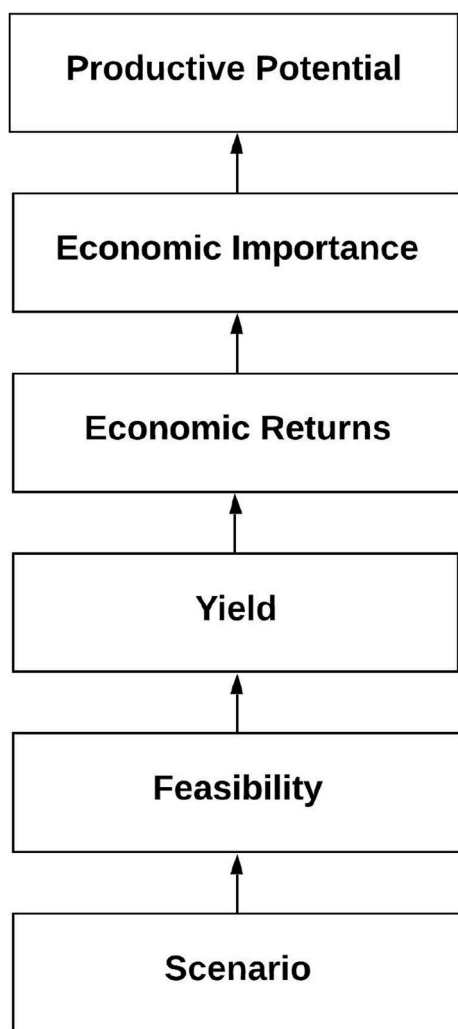 Productive Potential
Economic Importance
Economic Returns
Yield
Feasibility
Scenario